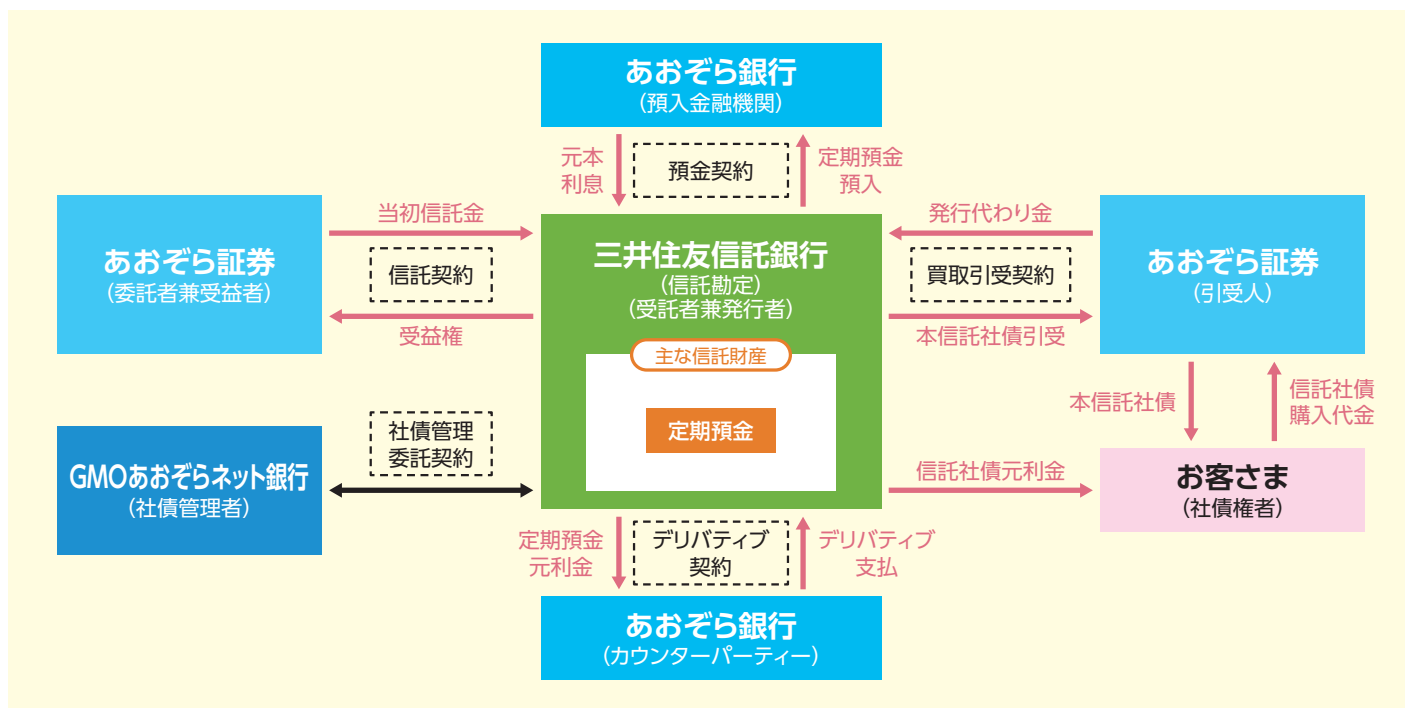 あおぞら銀行
（預入金融機関）
元本
利息
預金契約
定期預金
預入
あおぞら証券
（委託者兼受益者）
当初信託金
信託契約
受益権
三井住友信託銀行
（信託勘定）
（受託者兼発行者）
主な信託財産
定期預金
発行代わり金
買取引受契約
本信託社債引受
あおぞら証券
（引受人）
本信託社債
信託社債
購入代金
GMOあおぞらネット銀行
（社債管理者）
社債管理
委託契約
信託社債元利金
お客さま
（社債権者）
定期預金
元利金
デリバティブ
契約
デリバティブ
支払
あおぞら銀行
（カウンターパーティー）